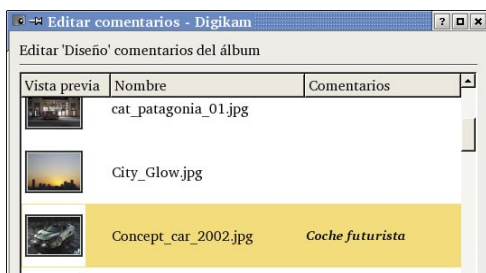 Editar comentarios - Digikam
Editar 'Diseño' comentarios del álbum
Vista previa Nombre Comentarios
cat_patagonia_01.jpg
City_Glow.jpg
Concept_car_2002.jpg Coche futurista